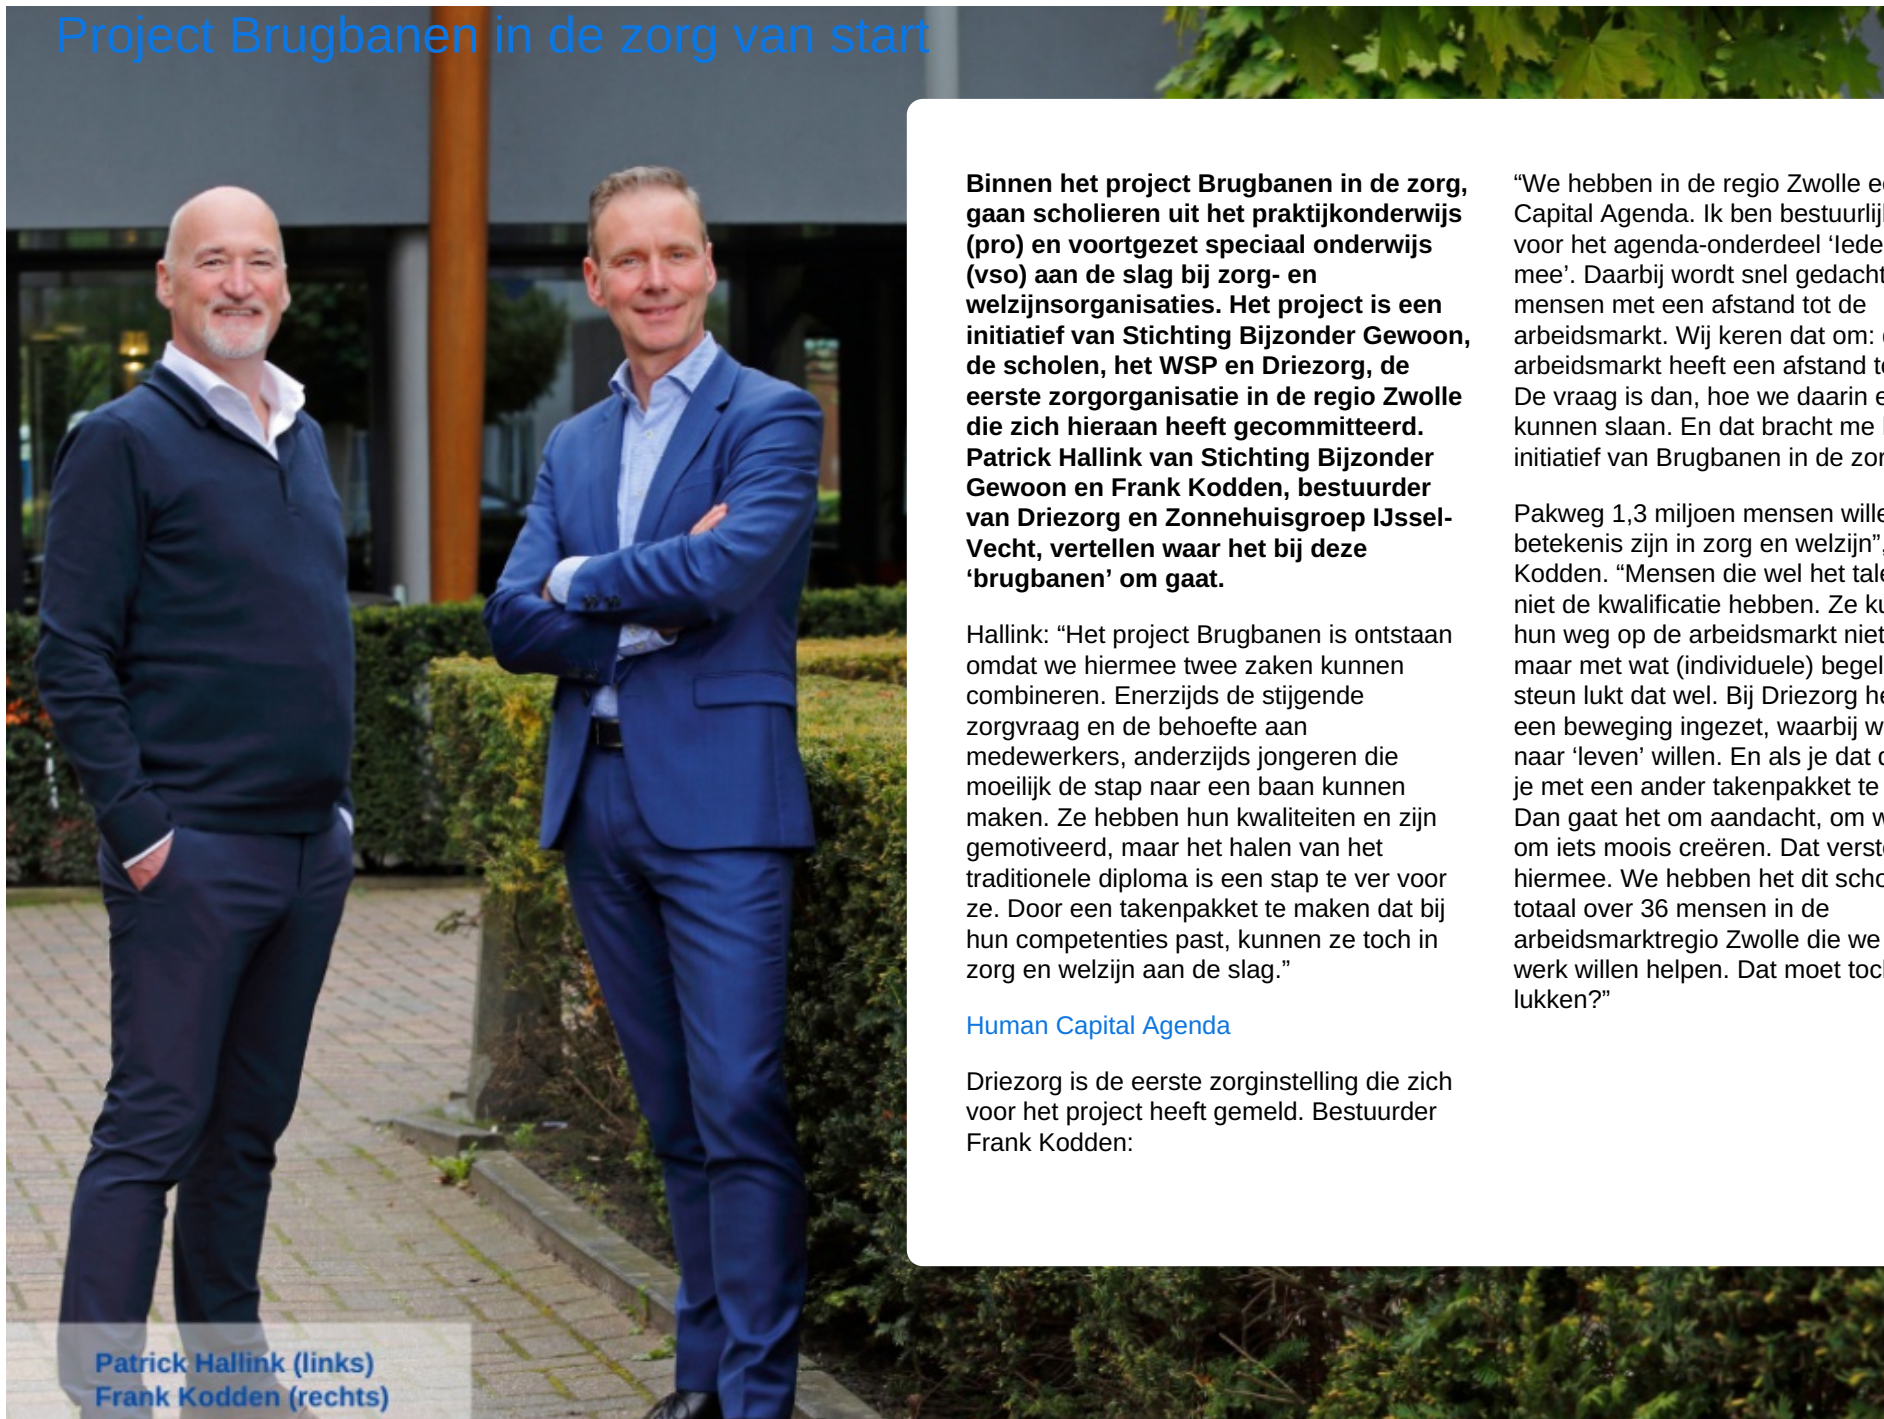 Project Brugbanen in de zorg van start
Binnen het project Brugbanen in de zorg,
gaan scholieren uit het praktijkonderwijs
(pro) en voortgezet speciaal onderwijs
(vso) aan de slag bij zorg- en
welzijnsorganisaties. Het project is een
initiatief van Stichting Bijzonder Gewoon,
de scholen, het WSP en Driezorg, de
eerste zorgorganisatie in de regio Zwolle
die zich hieraan heeft gecommitteerd.
Patrick Hallink van Stichting Bijzonder
Gewoon en Frank Kodden, bestuurder
van Driezorg en Zonnehuisgroep IJssel-
Vecht, vertellen waar het bij deze
‘brugbanen’ om gaat.
Hallink: “Het project Brugbanen is ontstaan
omdat we hiermee twee zaken kunnen
combineren. Enerzijds de stijgende
zorgvraag en de behoefte aan
medewerkers, anderzijds jongeren die
moeilijk de stap naar een baan kunnen
maken. Ze hebben hun kwaliteiten en zijn
gemotiveerd, maar het halen van het
traditionele diploma is een stap te ver voor
ze. Door een takenpakket te maken dat bij
hun competenties past, kunnen ze toch in
zorg en welzijn aan de slag.”
Human Capital Agenda
Driezorg is de eerste zorginstelling die zich
voor het project heeft gemeld. Bestuurder
Frank Kodden:
“We hebben in de regio Zwolle
Capital Agenda. Ik ben
voor het agenda-onderdeel
mee’. Daarbij wordt snel gedacht
mensen met een afstand tot de
arbeidsmarkt. Wij keren dat om:
arbeidsmarkt heeft een afstand
De vraag is dan, hoe we daarin
kunnen slaan. En dat bracht me
initiatief van Brugbanen in de
Pakweg 1,3 miljoen mensen
betekenis zijn in zorg en welzijn”,
Kodden. “Mensen die wel het
niet de kwalificatie hebben. Ze
hun weg op de arbeidsmarkt niet
maar met wat (individuele)
steun lukt dat wel. Bij Driezorg
een beweging ingezet, waarbij
naar ‘leven’ willen. En als je dat
je met een ander takenpakket te
Dan gaat het om aandacht, om
om iets moois creëren. Dat
hiermee. We hebben het dit
totaal over 36 mensen in de
arbeidsmarktregio Zwolle die we
werk willen helpen. Dat moet
lukken?”
Patrick Hallink (links)
Frank Kodden (rechts)